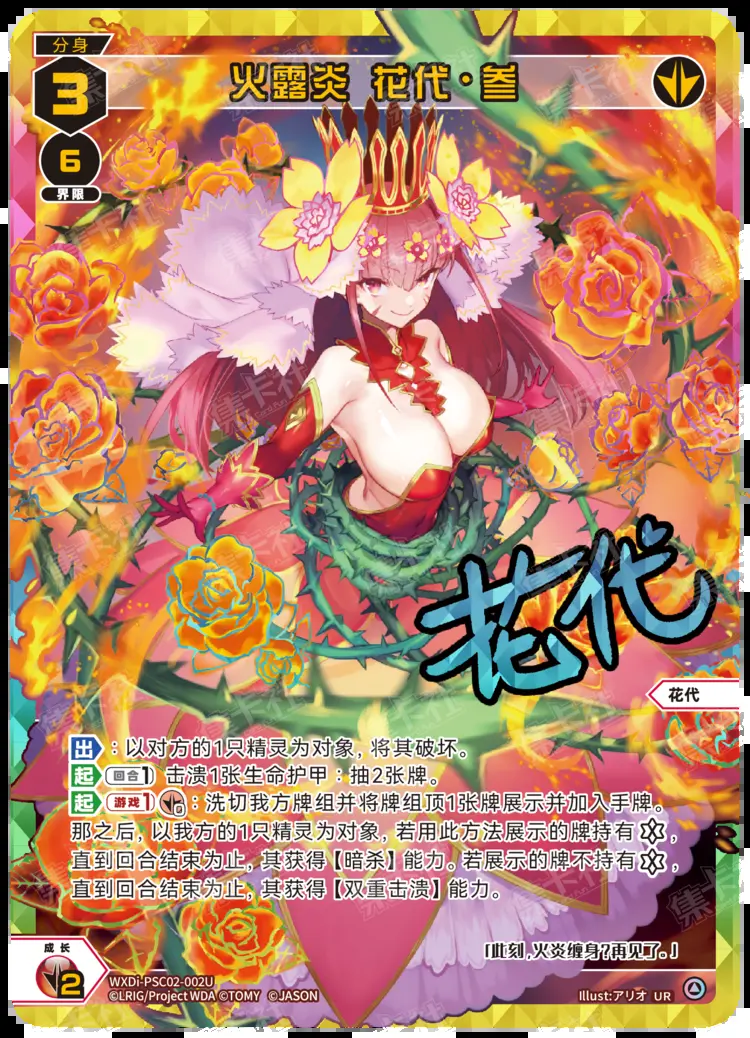 分身
3
火露炎 花代·参
6
界限
花代
花代
出：以对方的1只精灵为对象，将其破坏。
起 回合1 击溃1张生命护甲：抽2张牌。
起 游戏1 0：洗切我方牌组并将牌组顶1张牌展示并加入手牌。
那之后，以我方的1只精灵为对象，若用此方法展示的牌持有，
直到回合结束为止，其获得【暗杀】能力。若展示的牌不持有，
直到回合结束为止，其获得【双重击溃】能力。
「此刻，火炎缠身？再见了。」
成长
2
WXDi-PSC02-002U
©LRIG/Project WDA ©TOMY ©JASON
Illust:アリオ UR
集卡社